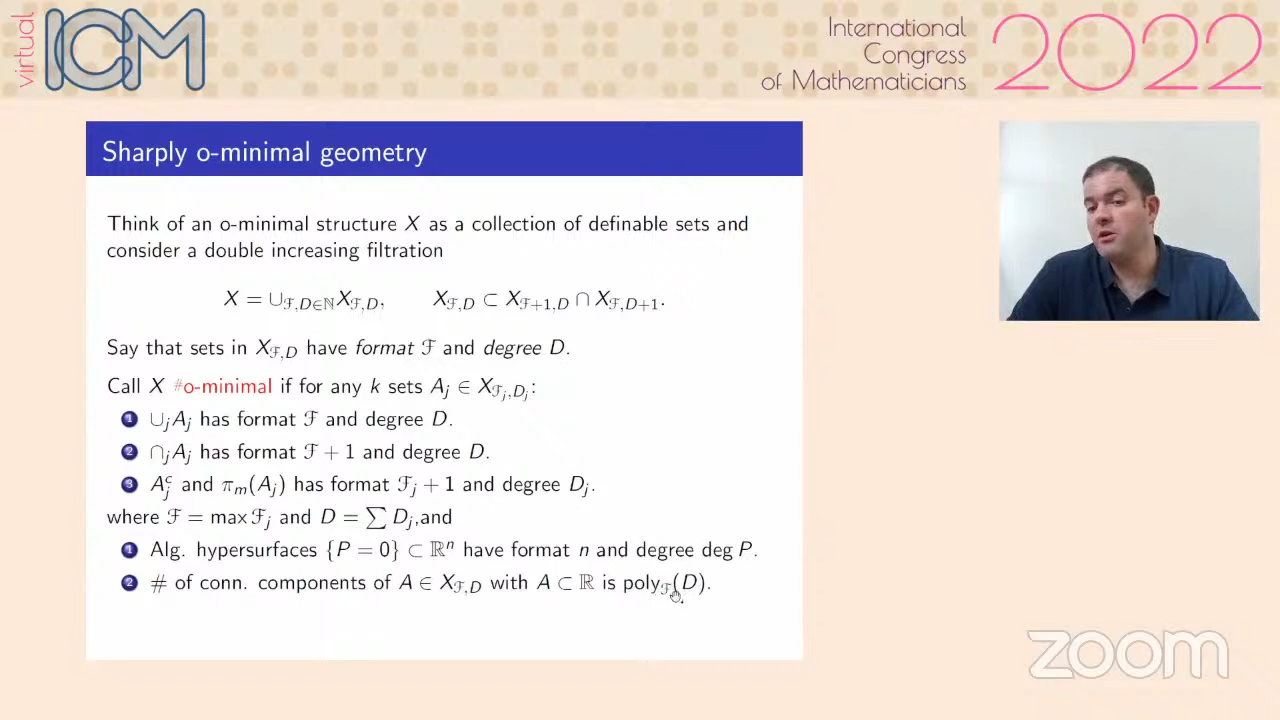 virtual
ICM
International
Congress
of Mathematicians
2022
Sharply o-minimal geometry
Think of an o-minimal structure X as a collection of definable sets and
consider a double increasing filtration
X = ∪_{ℱ,D∈ℕ} X_{ℱ,D},  X_{ℱ,D} ⊂ X_{ℱ+1,D} ∩ X_{ℱ,D+1}.
Say that sets in X_{ℱ,D} have format ℱ and degree D.
Call X #o-minimal if for any k sets A_j ∈ X_{ℱ_j,D_j}:
1 ∪_j A_j has format ℱ and degree D.
2 ∩_j A_j has format ℱ + 1 and degree D.
3 A_j^c and π_m(A_j) has format ℱ_j + 1 and degree D_j.
where ℱ = max ℱ_j and D = ∑ D_j,and
1 Alg. hypersurfaces {P = 0} ⊂ ℝ^n have format n and degree deg P.
2 # of conn. components of A ∈ X_{ℱ,D} with A ⊂ ℝ is poly_ℱ(D).
zoom